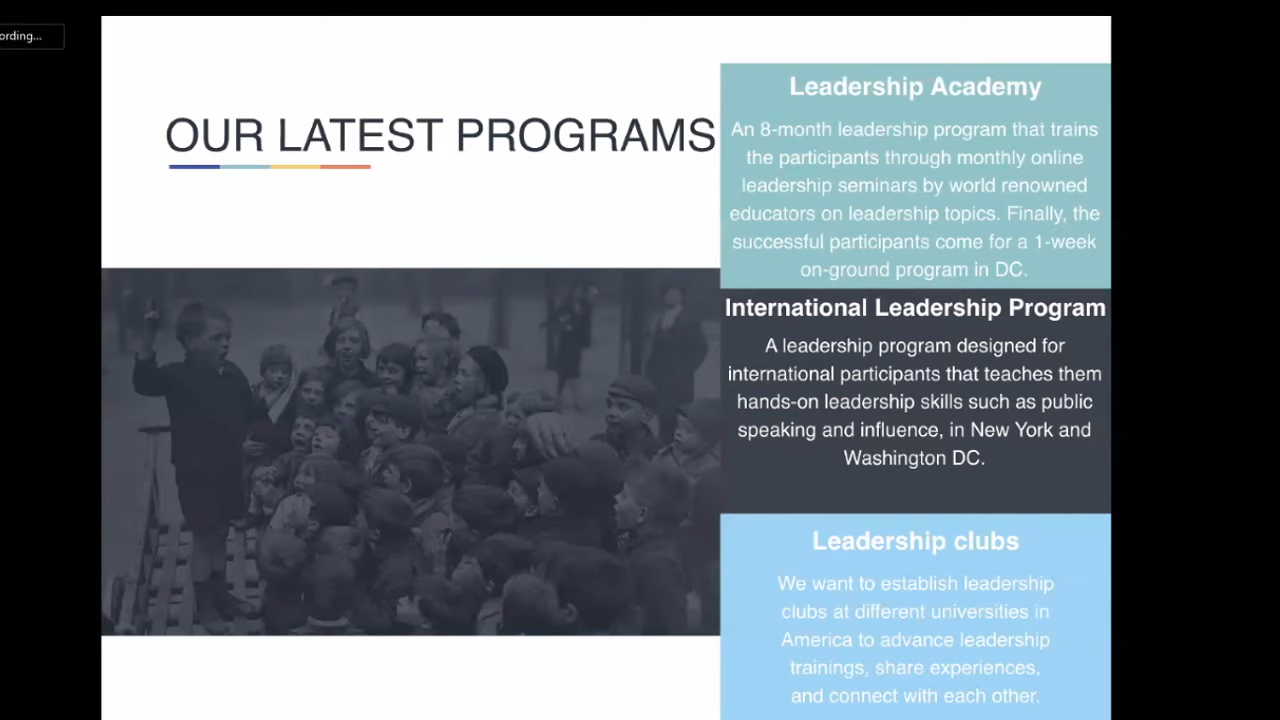 ording...
OUR LATEST PROGRAMS
Leadership Academy
An 8-month leadership program that trains
the participants through monthly online
leadership seminars by world renowned
educators on leadership topics. Finally, the
successful participants come for a 1-week
on-ground program in DC.
International Leadership Program
A leadership program designed for
international participants that teaches them
hands-on leadership skills such as public
speaking and influence, in New York and
Washington DC.
Leadership clubs
We want to establish leadership
clubs at different universities in
America to advance leadership
trainings, share experiences,
and connect with each other.